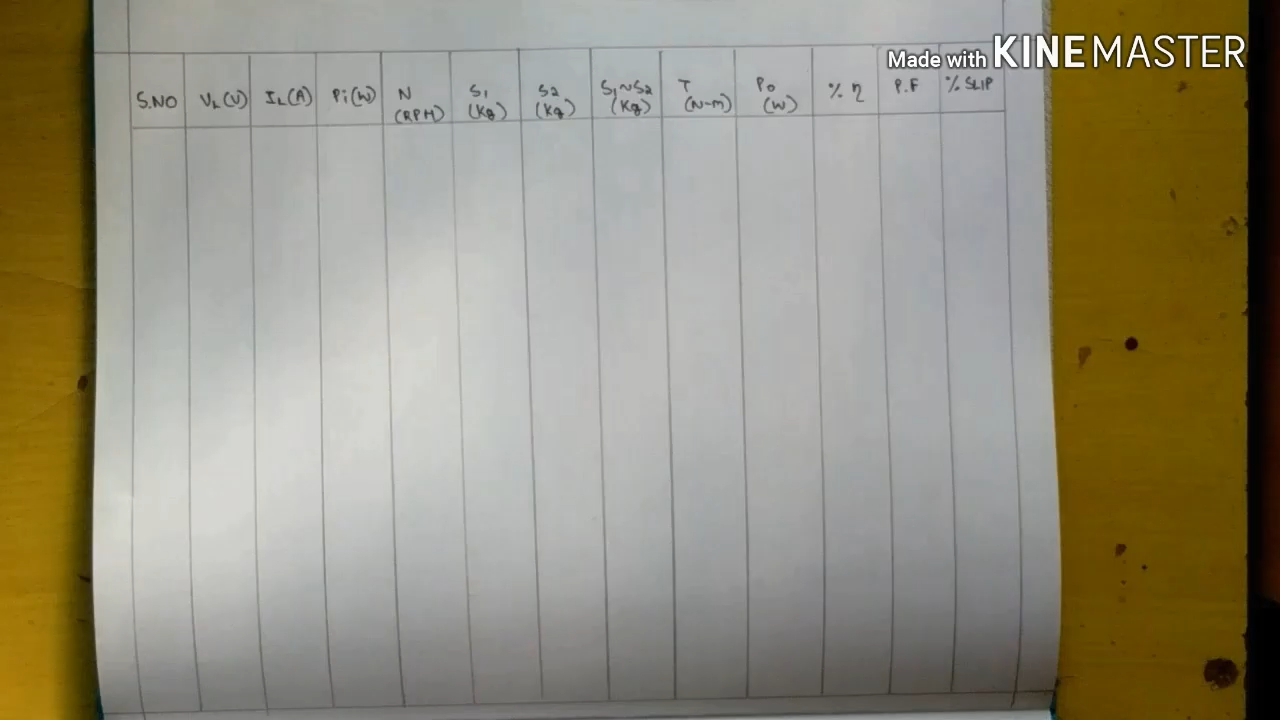 Made with KINEMASTER
S.NO VL(V) IL(A) Pi(W) N (RPM) S1 (Kg) S2 (Kg) S1~S2 (Kg) T (N-m) Po (W) % η P.F % SLIP